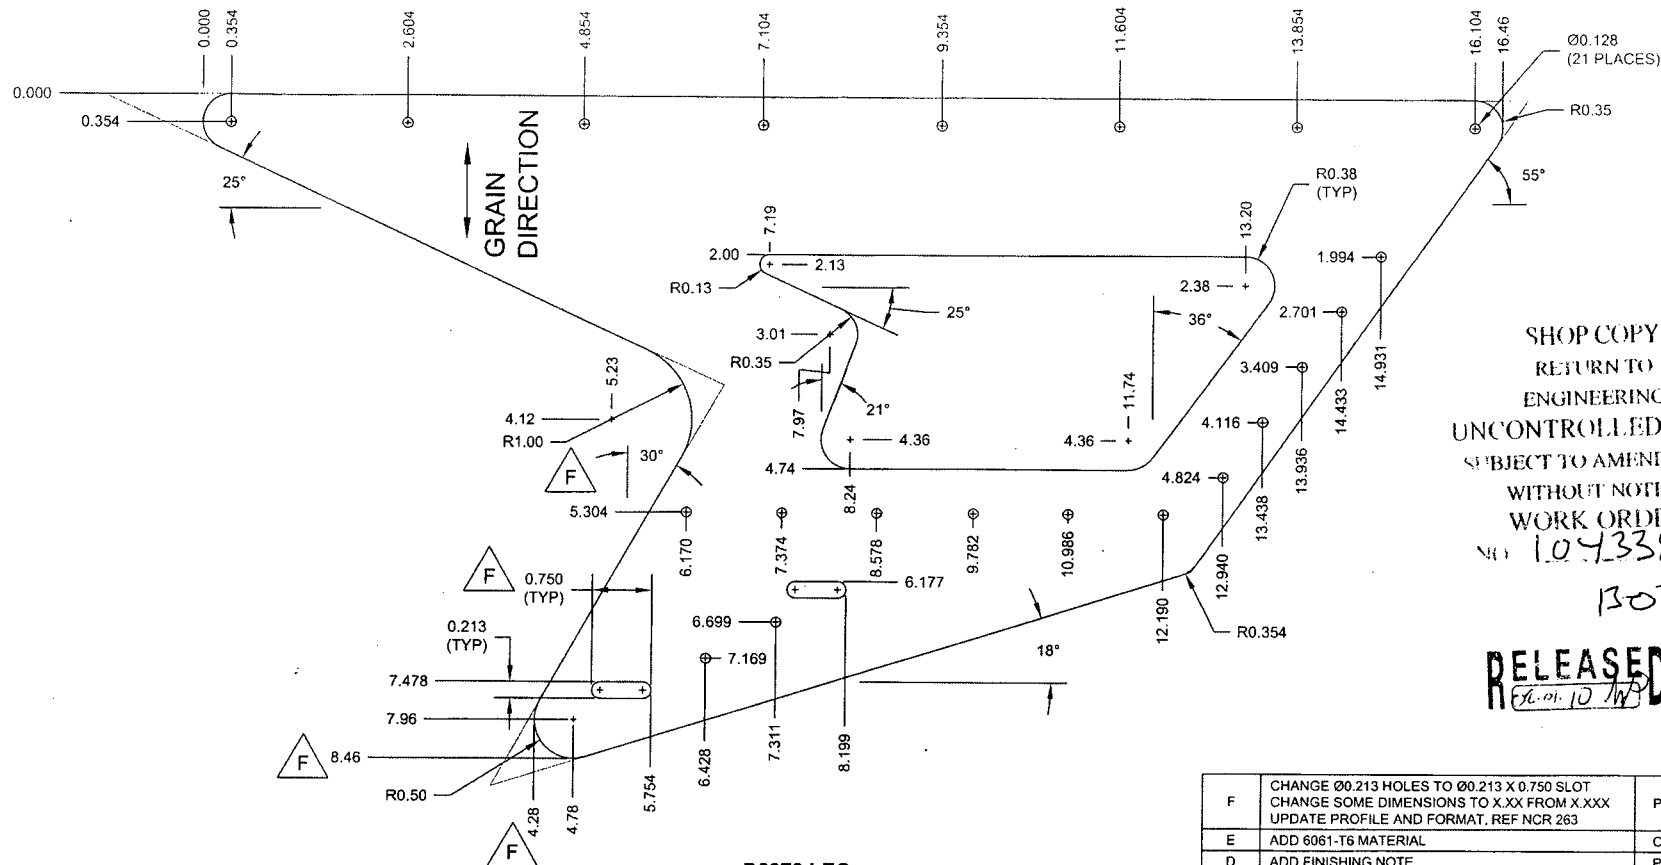 0.000
0.354
2.604
4.854
7.104
9.354
11.604
13.854
16.104
16.46
Ø0.128
(21 PLACES)
0.000
0.354
R0.35
25°
GRAIN
DIRECTION
55°
R0.38
(TYP)
7.19
13.20
2.00
2.13
1.994
R0.13
2.38
25°
36°
2.701
14.931
3.01
R0.35
3.409
14.433
5.23
7.97
21°
11.74
4.12
R1.00
4.36
4.36
4.116
13.936
30°
F
4.74
8.24
4.824
13.438
5.304
6.170
7.374
8.578
9.782
10.986
12.190
12.940
F
0.750
(TYP)
6.177
R0.354
0.213
(TYP)
6.699
7.169
18°
7.478
7.96
F
8.46
R0.50
4.28
4.78
5.754
6.428
7.311
8.199
F
SHOP COPY
RETURN TO
ENGINEERING
UNCONTROLLED
SUBJECT TO AMEND
WITHOUT NOTI
WORK ORDE
NO
RELEASED
F
CHANGE Ø0.213 HOLES TO Ø0.213 X 0.750 SLOT
CHANGE SOME DIMENSIONS TO X.XX FROM X.XXX
UPDATE PROFILE AND FORMAT. REF NCR 263
P
E
ADD 6061-T6 MATERIAL
C
D
ADD FINISHING NOTE